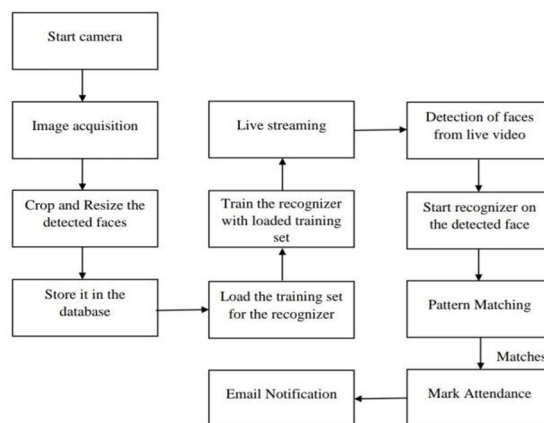 Start camera
Image acquisition
Crop and Resize the
detected faces
Store it in the
database
Load the training set
for the recognizer
Train the recognizer
with loaded training
set
Live streaming
Detection of faces
from live video
Start recognizer on
the detected face
Pattern Matching
Matches
Mark Attendance
Email Notification